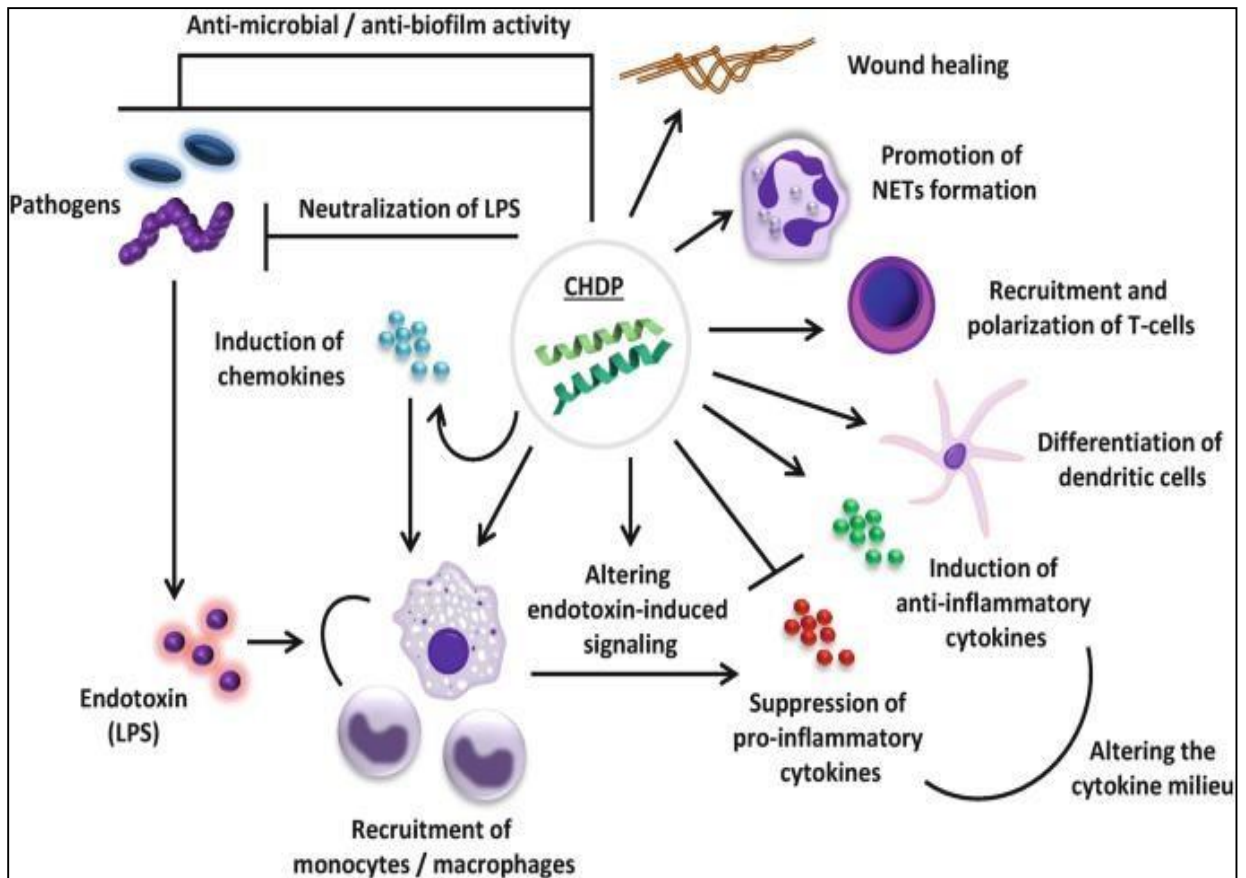 Anti-microbial / anti-biofilm activity
Wound healing
Promotion of
NETs formation
Pathogens
Neutralization of LPS
CHDP
Recruitment and
polarization of T-cells
Induction of
chemokines
Differentiation of
dendritic cells
Altering
endotoxin-induced
signaling
Induction of
anti-inflammatory
cytokines
Endotoxin
(LPS)
Suppression of
pro-inflammatory
cytokines
Altering the
cytokine milieu
Recruitment of
monocytes / macrophages